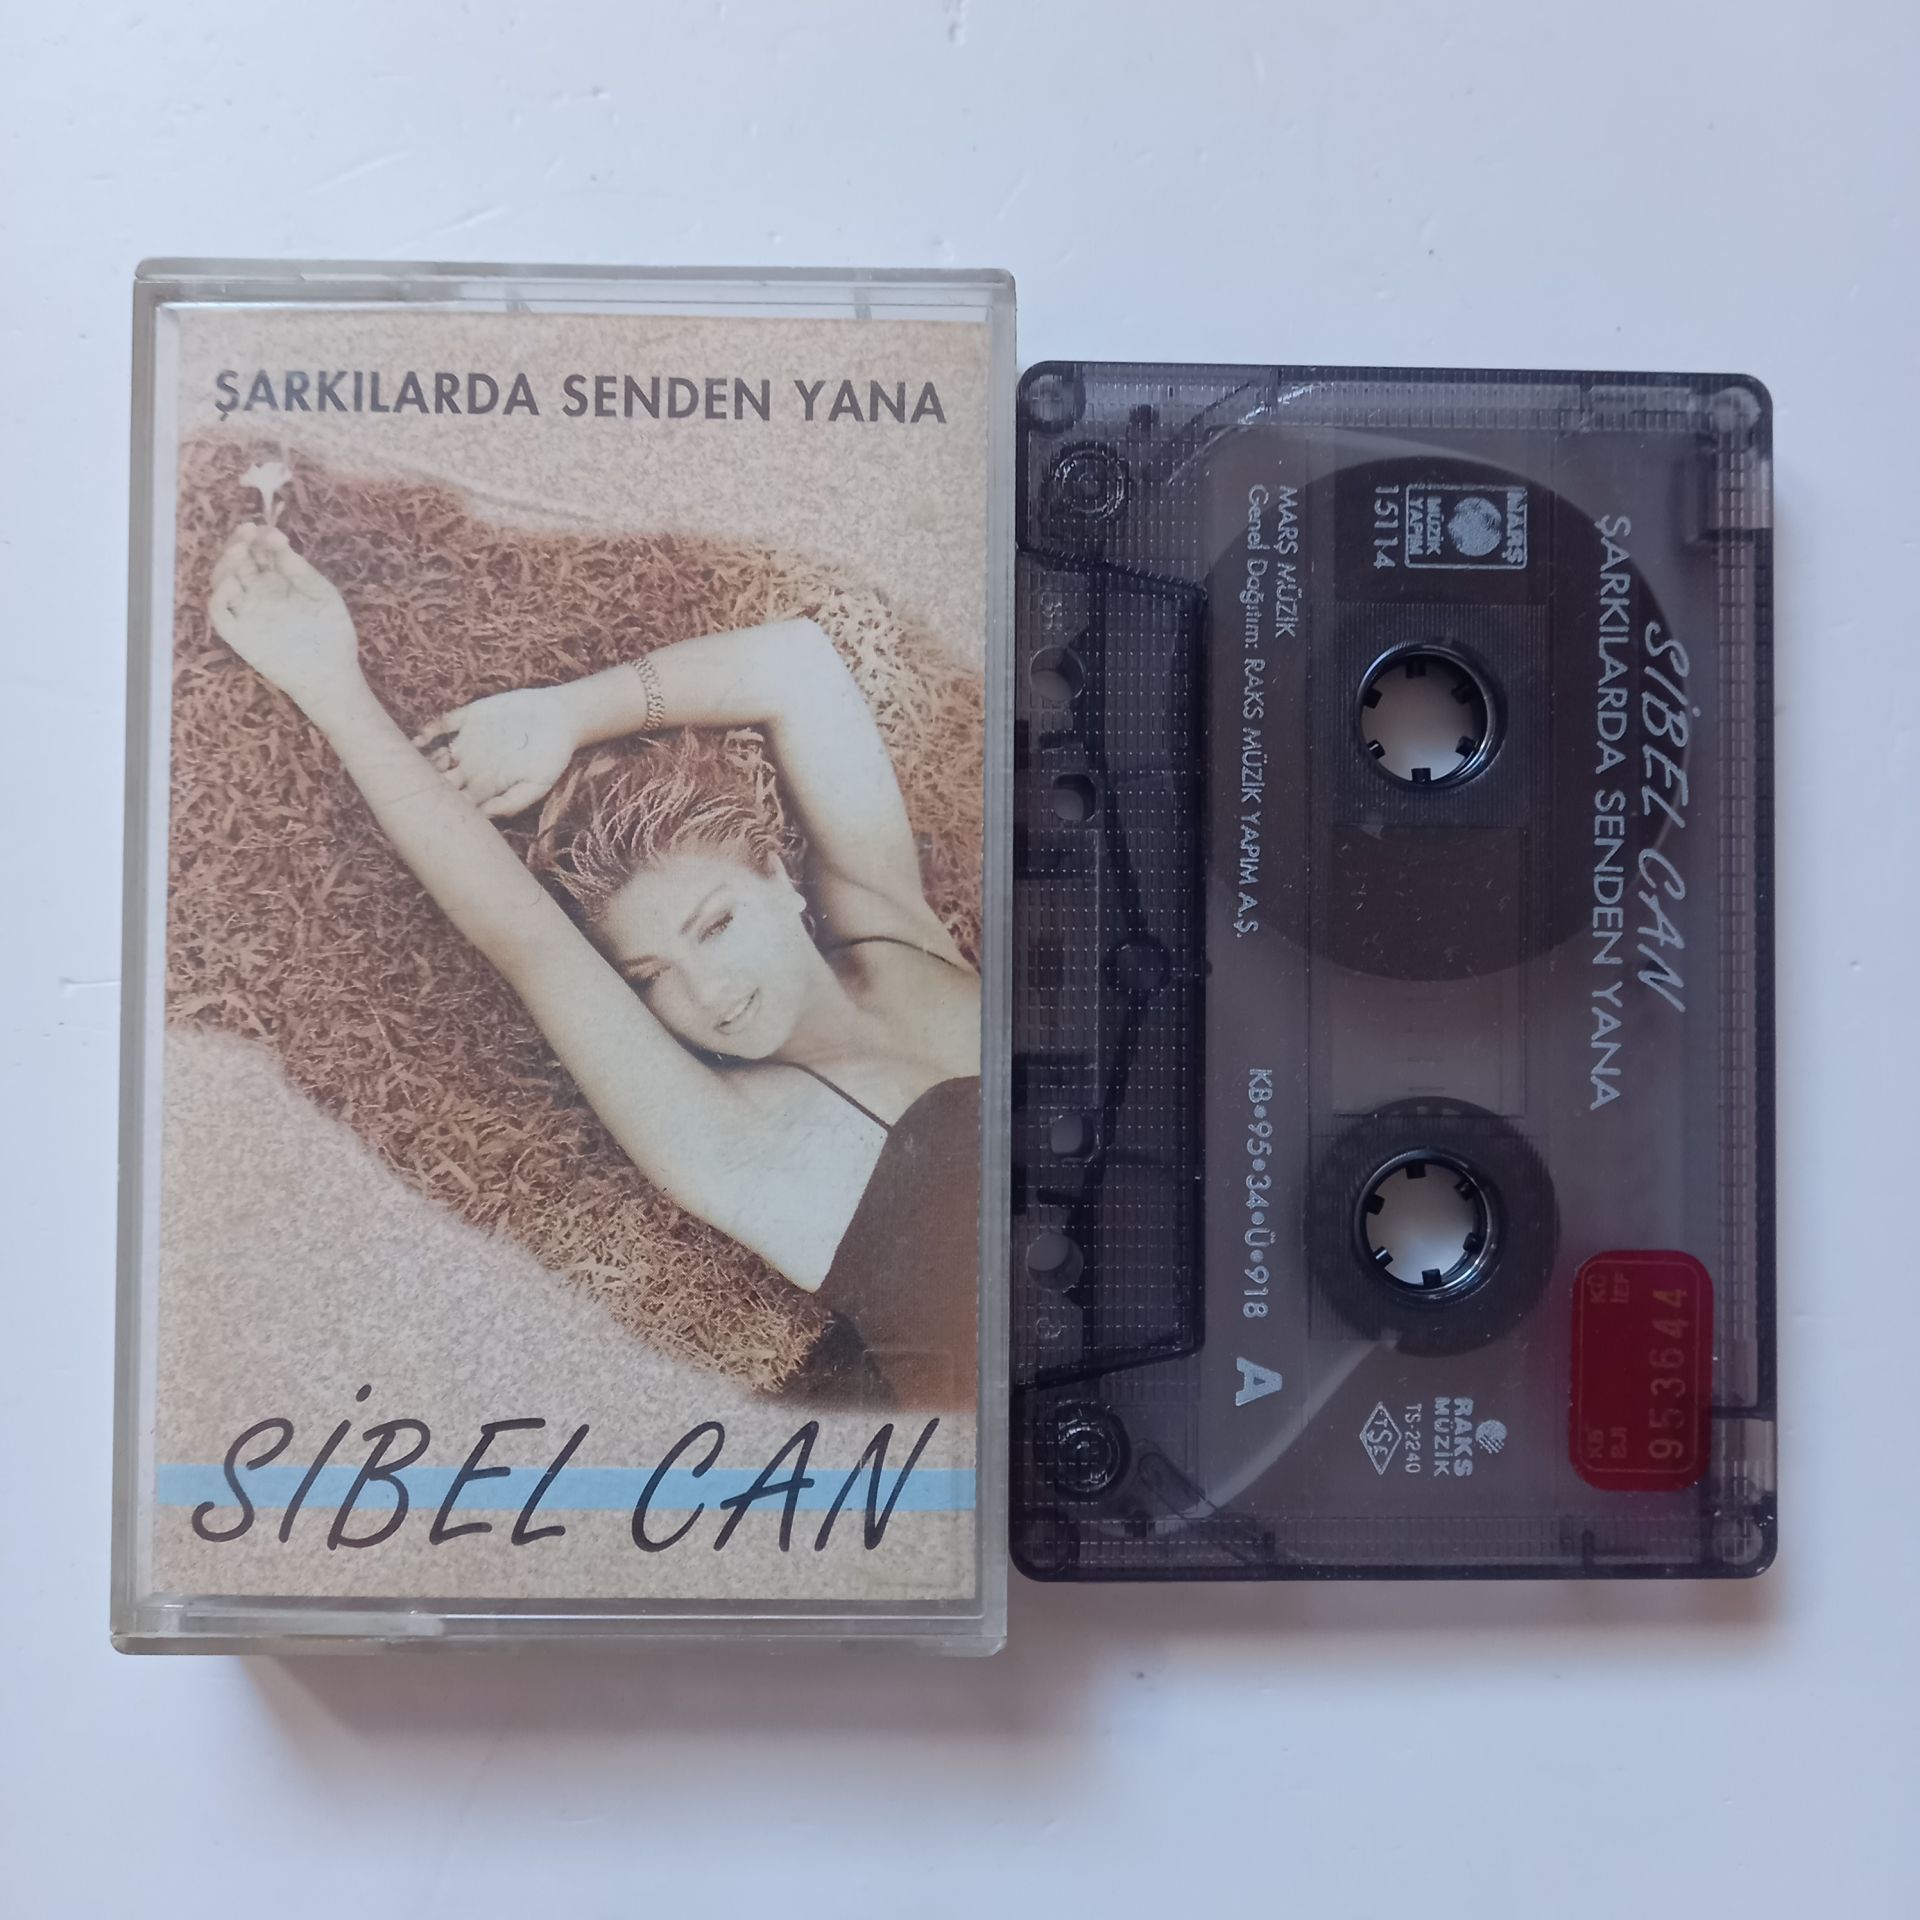 ŞARKILARDA SENDEN YANA
SİBEL CAN
SİBEL CAN
ŞARKILARDA SENDEN YANA
MARŞ
MÜZİK
YAPIM
15114
MARŞ MÜZİK
Genel Dağıtım: RAKS MÜZİK YAPIM A.Ş.
KB•95•34•Ü•918
A
RAKS
MÜZİK
TS-2240
TSE
953644